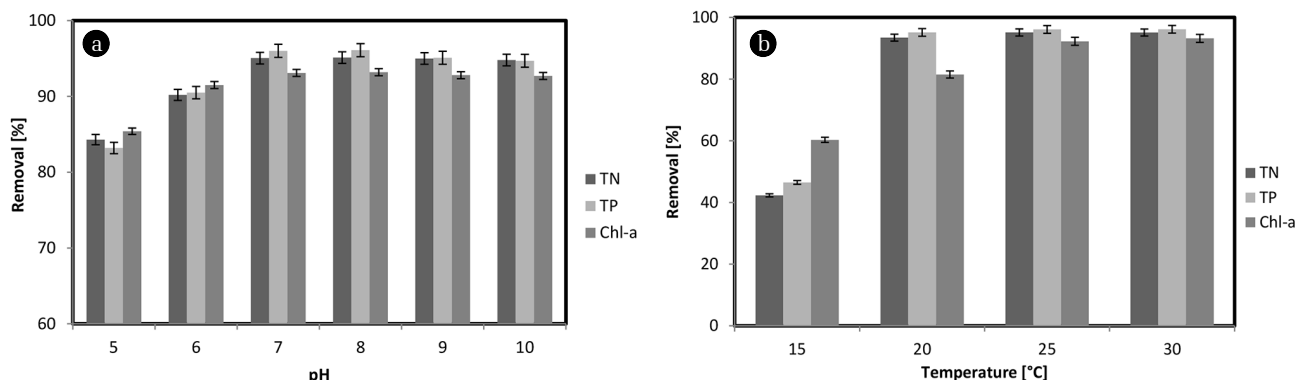 a
Removal [%]
100
90
80
70
60
5 6 7 8 9 10
pH
TN
TP
Chl-a
b
Removal [%]
100
80
60
40
20
0
15 20 25 30
Temperature [°C]
TN
TP
Chl-a